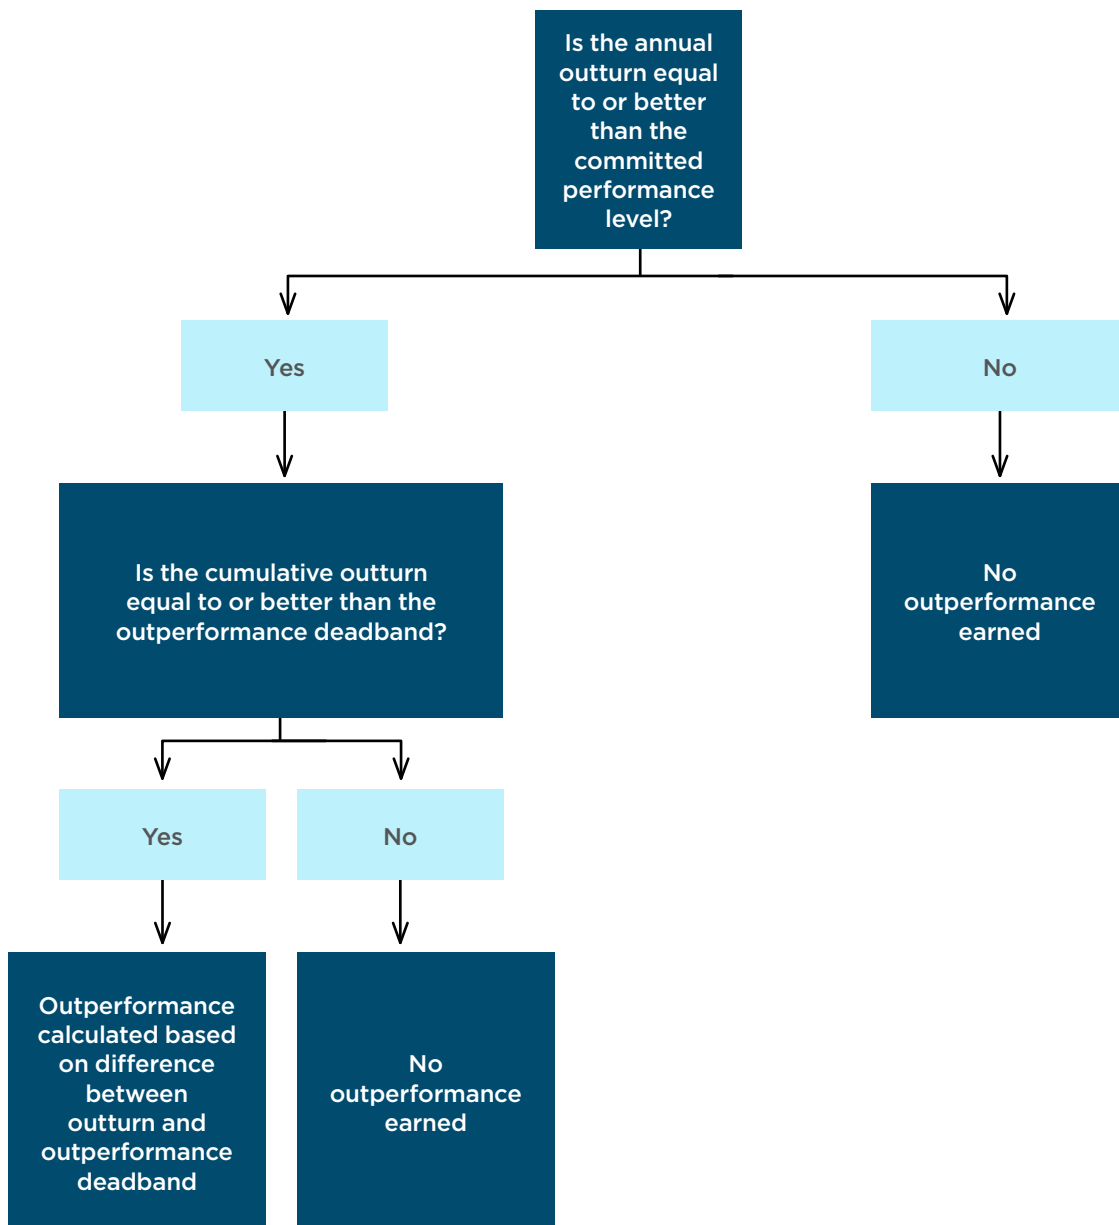 Is the annual
outturn equal
to or better
than the
committed
performance
level?
Yes
No
Is the cumulative outturn
equal to or better than the
outperformance deadband?
No
outperformance
earned
Yes
No
Outperformance
calculated based
on difference
between
outturn and
outperformance
deadband
No
outperformance
earned